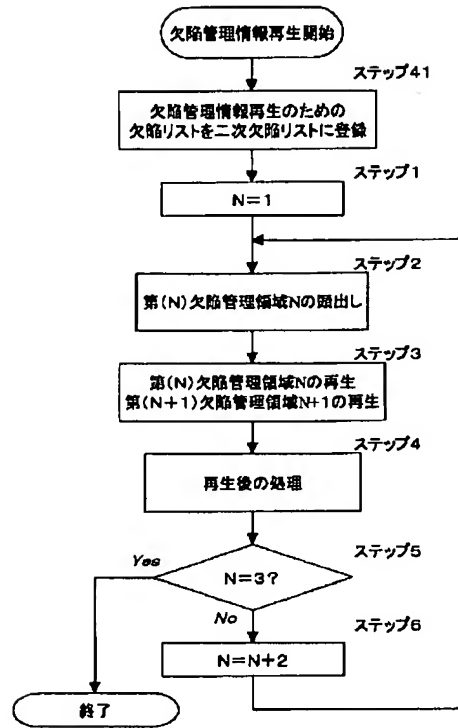 欠陥管理情報再生開始
ステップ41
欠陥管理情報再生のための
欠陥リストを二次欠陥リストに登録
ステップ1
N=1
ステップ2
第(N)欠陥管理領域Nの頭出し
ステップ3
第(N)欠陥管理領域Nの再生
第(N+1)欠陥管理領域N+1の再生
ステップ4
再生後の処理
ステップ5
Yes
N=3?
No
ステップ6
N=N+2
終了